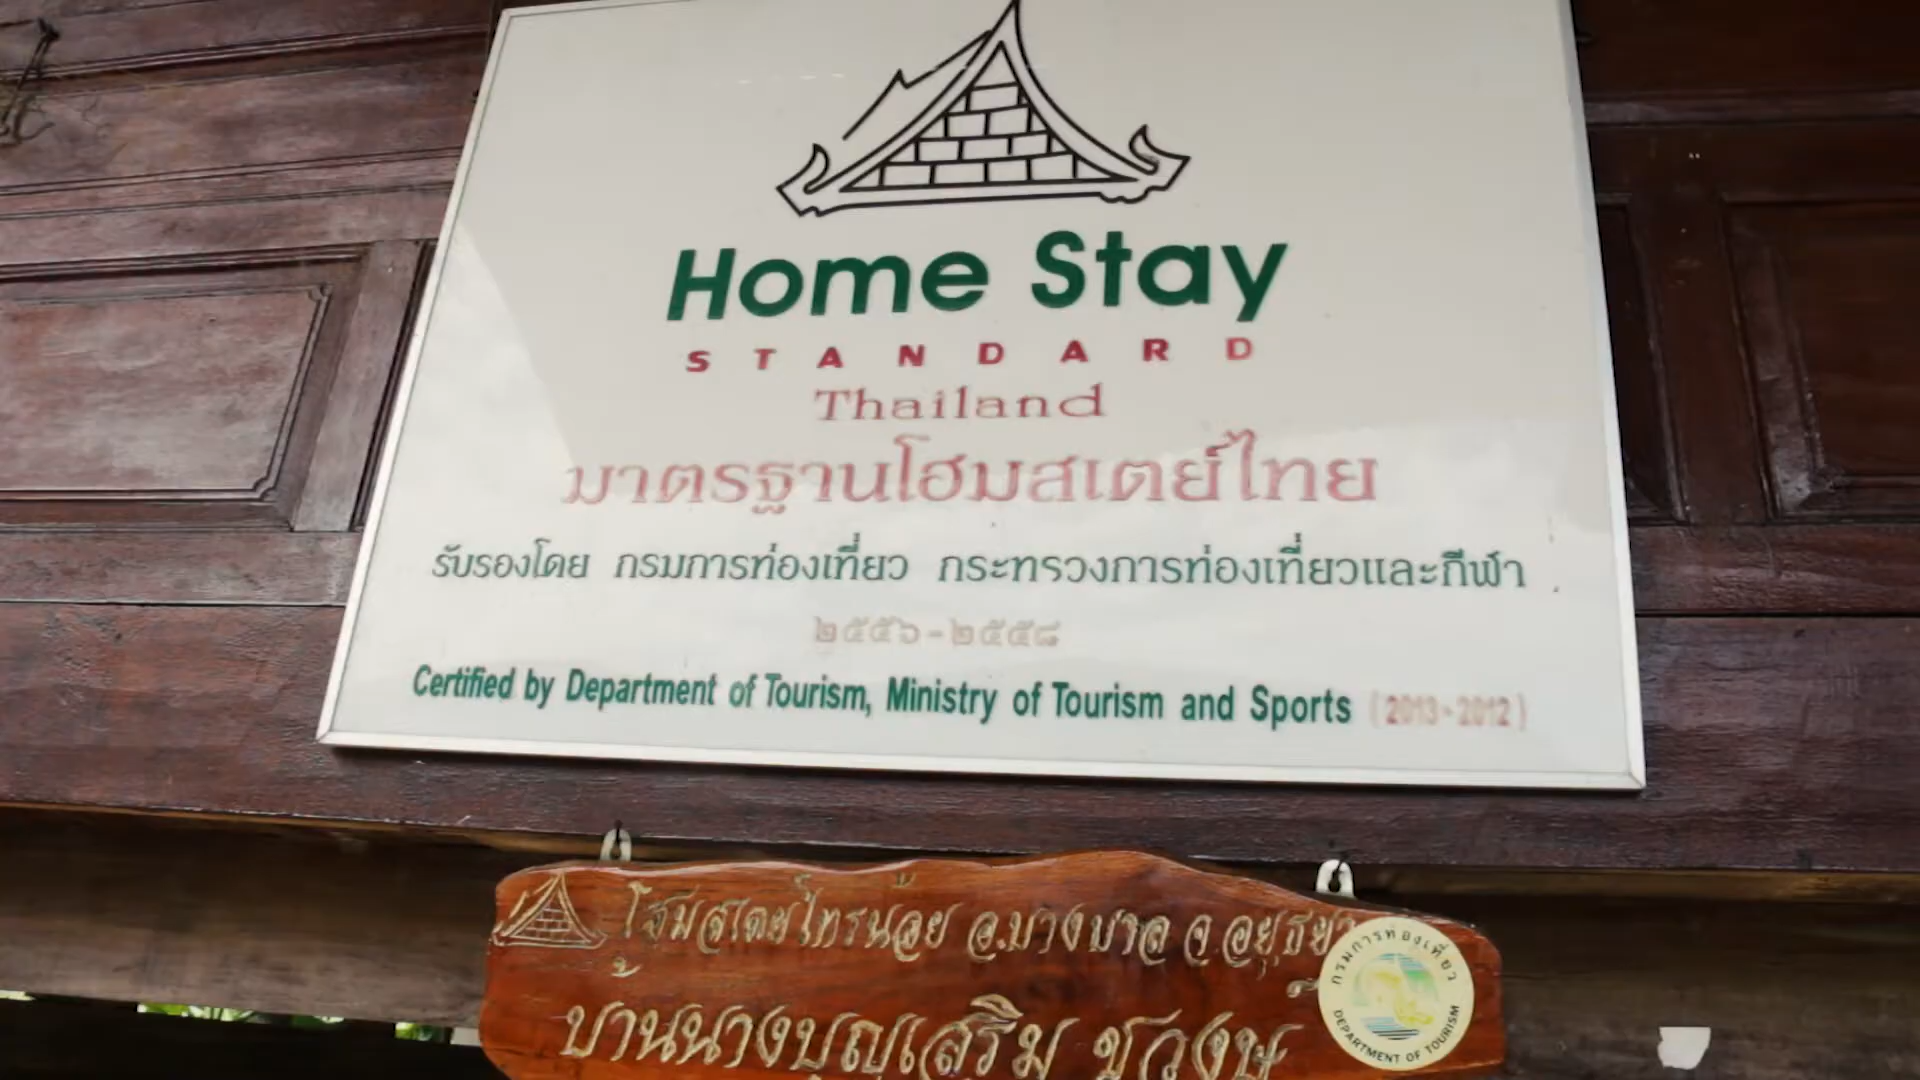 Home Stay
STANDARD
Thailand
มาตรฐานโฮมสเตย์ไทย
รับรองโดย กรมการท่องเที่ยว กระทรวงการท่องเที่ยวและกีฬา
๒๕๕๖-๒๕๕๘
Certified by Department of Tourism, Ministry of Tourism and Sports (2013-2012)
โฮมสเตย์ไทรน้อย อ.บางบาล จ.อยุธยา
กรมการท่องเที่ยว
DEPARTMENT OF TOURISM
บ้านนางบุญเสริม